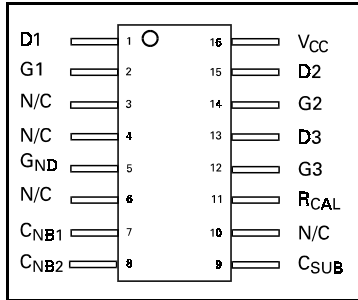 D1 1 16 VCC
G1 2 15 D2
N/C 3 14 G2
N/C 4 13 D3
GND 5 12 G3
N/C 6 11 RCAL
CNB1 7 10 N/C
CNB2 8 9 CSUB